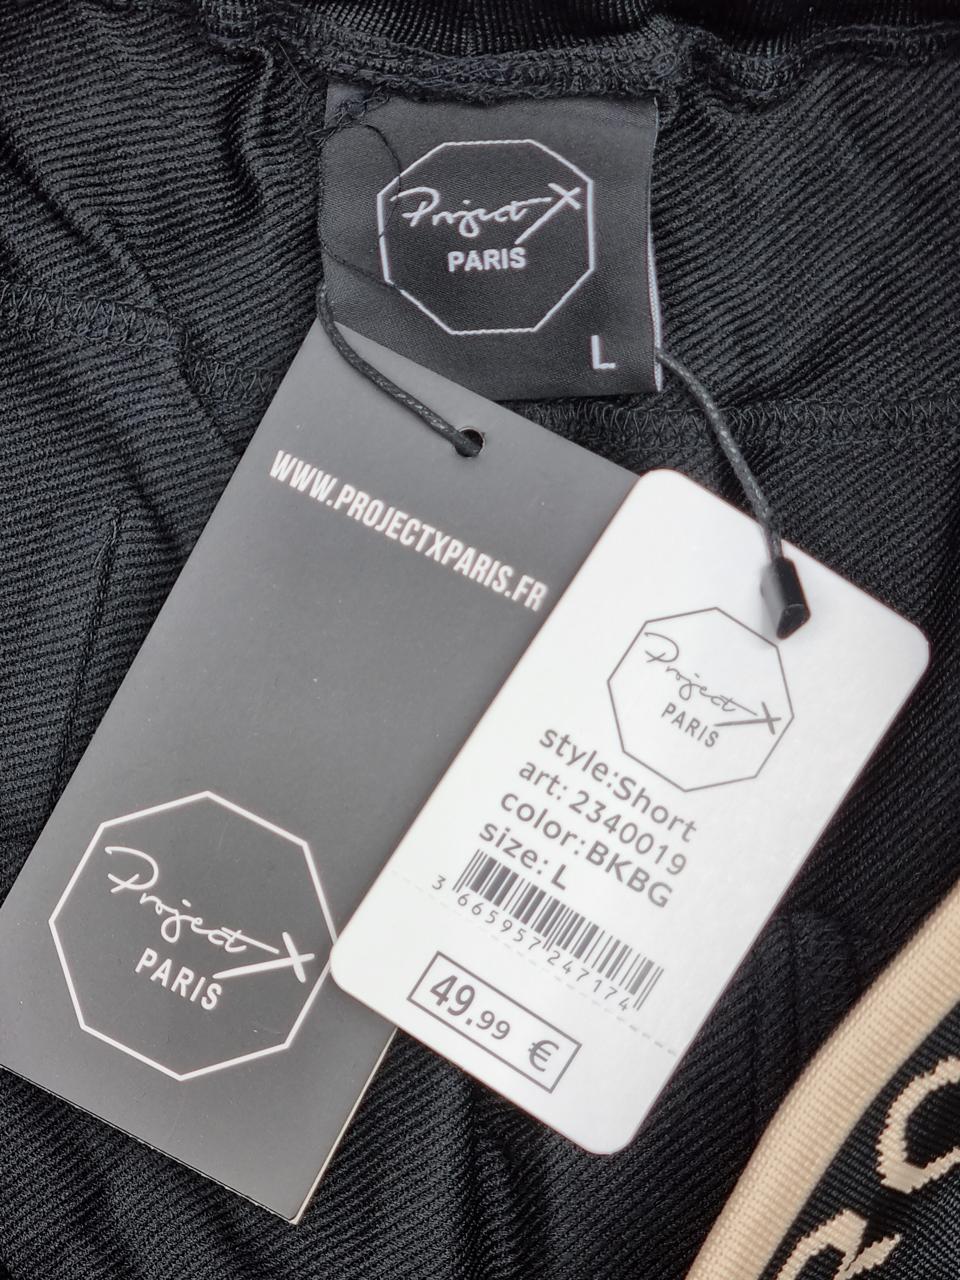 Project X
PARIS
L
WWW.PROJECTXPARIS.FR
Project X
PARIS
Project X
PARIS
style:Short
art: 2340019
color:BKBG
size: L
3 665957 247174
49.99 €